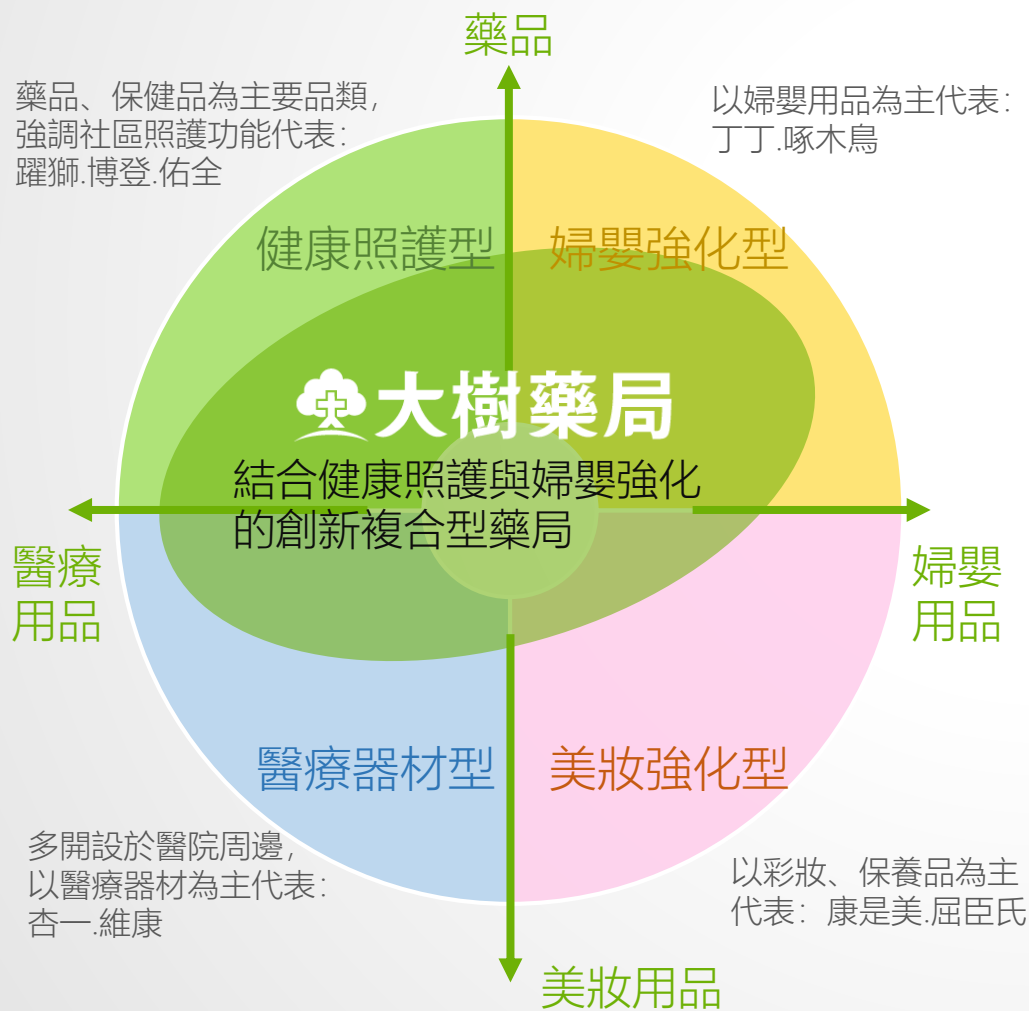 藥品
藥品、保健品為主要品類,
強調社區照護功能代表:
躍獅.博登.佑全
以婦嬰用品為主代表:
丁丁.啄木鳥
健康照護型
婦嬰強化型
大樹藥局
結合健康照護與婦嬰強化
的創新複合型藥局
醫療
用品
婦嬰
用品
醫療器材型
美妝強化型
多開設於醫院周邊,
以醫療器材為主代表:
杏一.維康
以彩妝、保養品為主
代表: 康是美.屈臣氏
美妝用品